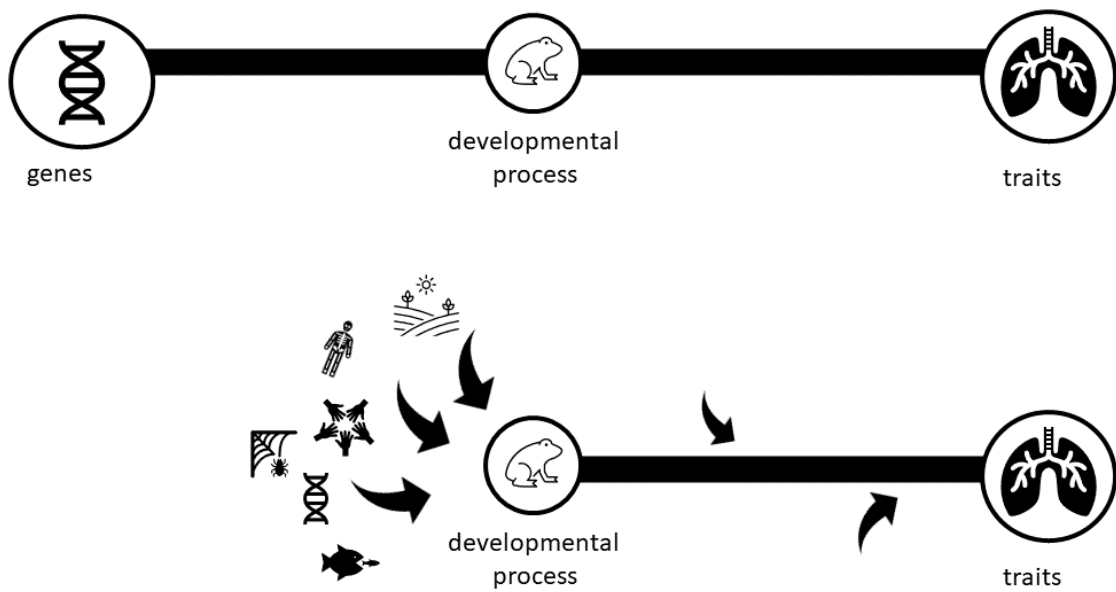 developmental
process
genes
traits
developmental
process
traits